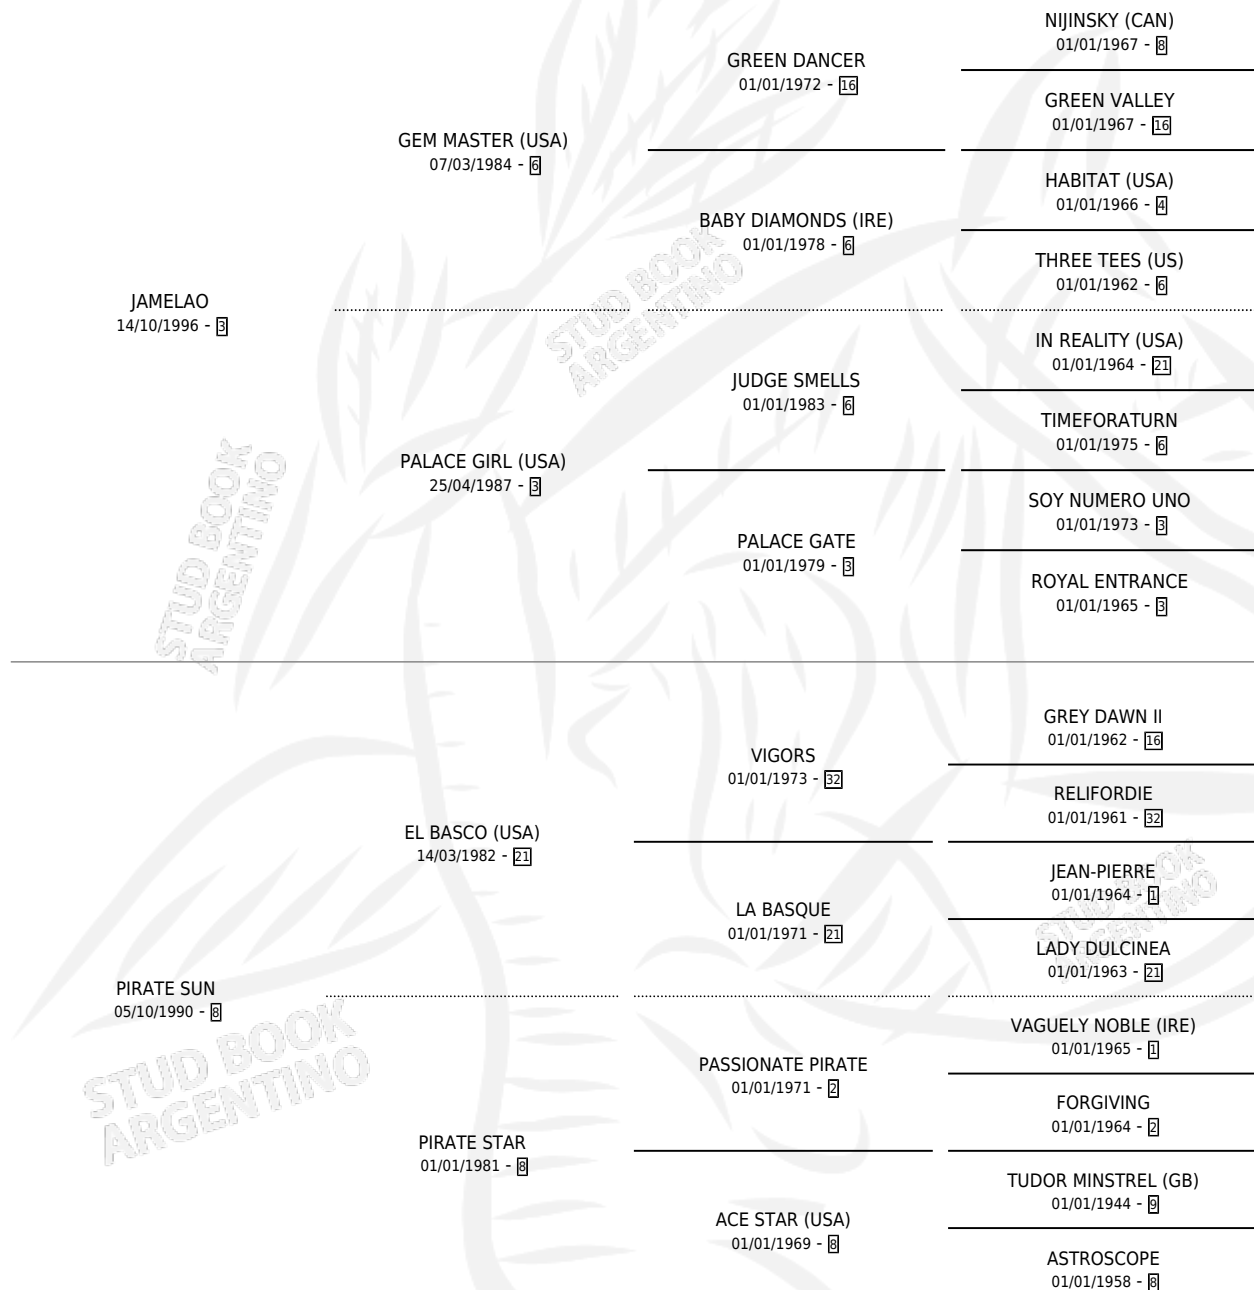 NIJINSKY (CAN)
01/01/1967 - 8
GREEN DANCER
01/01/1972 - 16
GREEN VALLEY
01/01/1967 - 16
GEM MASTER (USA)
07/03/1984 - 6
HABITAT (USA)
01/01/1966 - 4
BABY DIAMONDS (IRE)
01/01/1978 - 6
THREE TEES (US)
01/01/1962 - 6
JAMELAO
14/10/1996 - 3
STUD BOOK
ARGENTINO
IN REALITY (USA)
01/01/1964 - 21
JUDGE SMELLS
01/01/1983 - 6
TIMEFORATURN
01/01/1975 - 6
PALACE GIRL (USA)
25/04/1987 - 3
SOY NUMERO UNO
01/01/1973 - 3
PALACE GATE
01/01/1979 - 3
ROYAL ENTRANCE
01/01/1965 - 3
STUD BOOK
ARGENTINO
GREY DAWN II
01/01/1962 - 16
VIGORS
01/01/1973 - 32
RELIFORDIE
01/01/1961 - 32
EL BASCO (USA)
14/03/1982 - 21
JEAN-PIERRE
01/01/1964 - 1
STUD BOOK
ARGENTINO
LA BASQUE
01/01/1971 - 21
LADY DULCINEA
01/01/1963 - 21
PIRATE SUN
05/10/1990 - 8
STUD BOOK
ARGENTINO
VAGUELY NOBLE (IRE)
01/01/1965 - 1
PASSIONATE PIRATE
01/01/1971 - 2
FORGIVING
01/01/1964 - 2
PIRATE STAR
01/01/1981 - 8
TUDOR MINSTREL (GB)
01/01/1944 - 9
ACE STAR (USA)
01/01/1969 - 8
ASTROSCOPE
01/01/1958 - 8